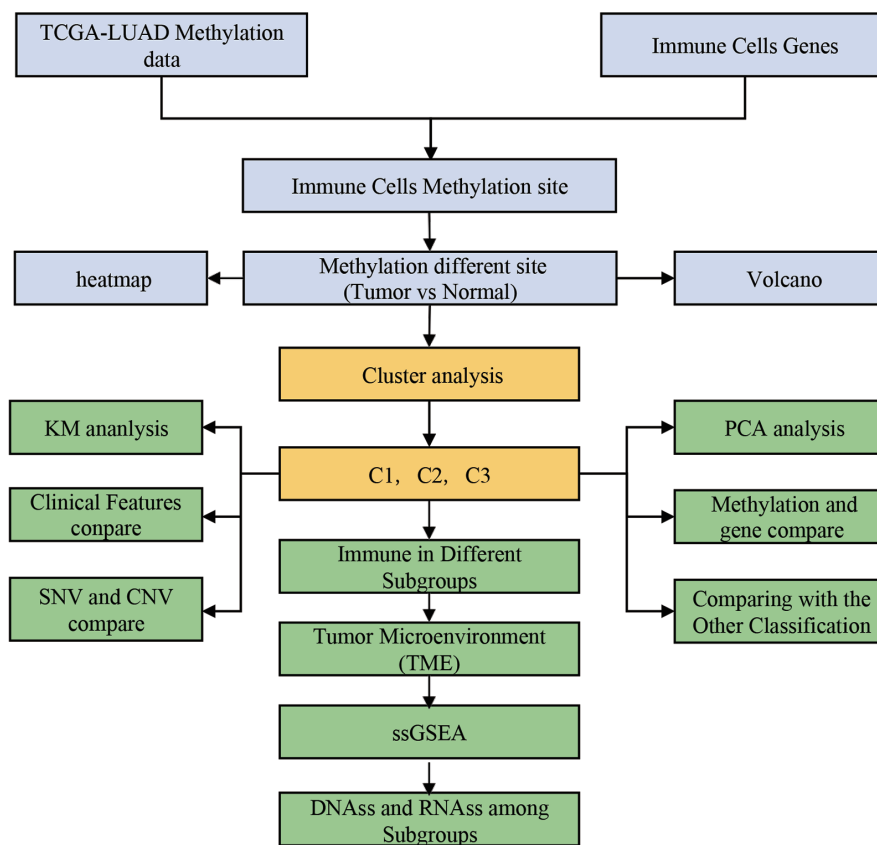 TCGA-LUAD Methylation
data
Immune Cells Genes
Immune Cells Methylation site
heatmap
Methylation different site
(Tumor vs Normal)
Volcano
Cluster analysis
KM ananlysis
PCA analysis
C1, C2, C3
Clinical Features
conpare
Methylation and
gene compare
Immune in Different
Subgroups
SNV and CNV
compare
Comparing with the
Other Classification
Tumor Microenvironment
(TME)
ssGSEA
DNAss and RNAss among
Subgroups